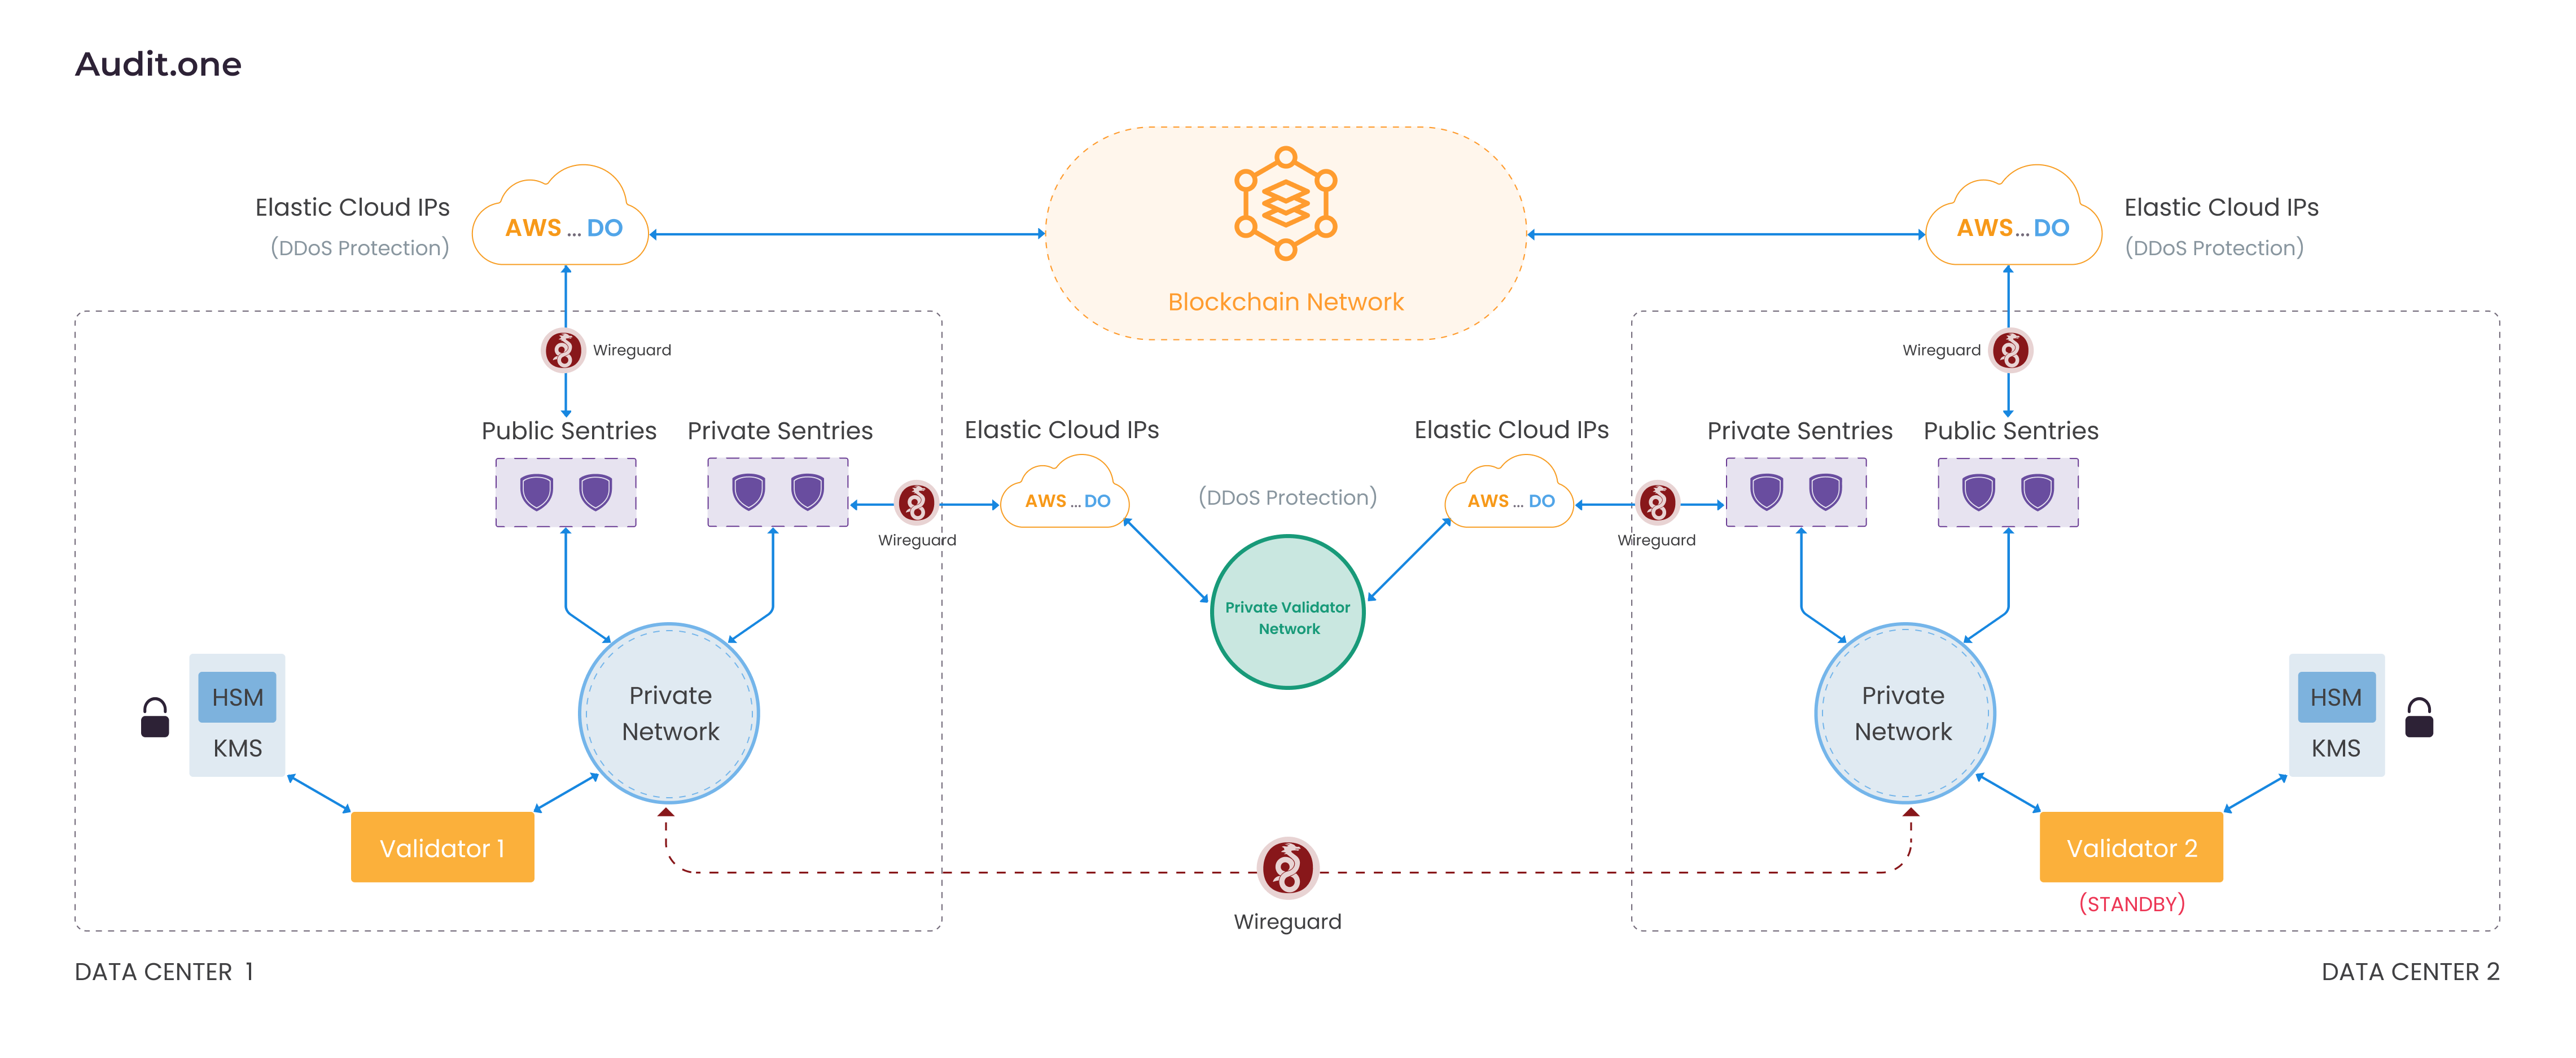 Audit.one
Elastic Cloud IPs
(DDoS Protection)
AWS ... DO
Blockchain Network
AWS ... DO
Elastic Cloud IPs
(DDoS Protection)
Wireguard
Wireguard
Public Sentries
Private Sentries
Elastic Cloud IPs
Elastic Cloud IPs
Private Sentries
Public Sentries
AWS ... DO
(DDoS Protection)
AWS ... DO
Wireguard
Wireguard
Private Validator
Network
HSM
KMS
Private
Network
Private
Network
HSM
KMS
Validator 1
Validator 2
(STANDBY)
Wireguard
DATA CENTER 1
DATA CENTER 2